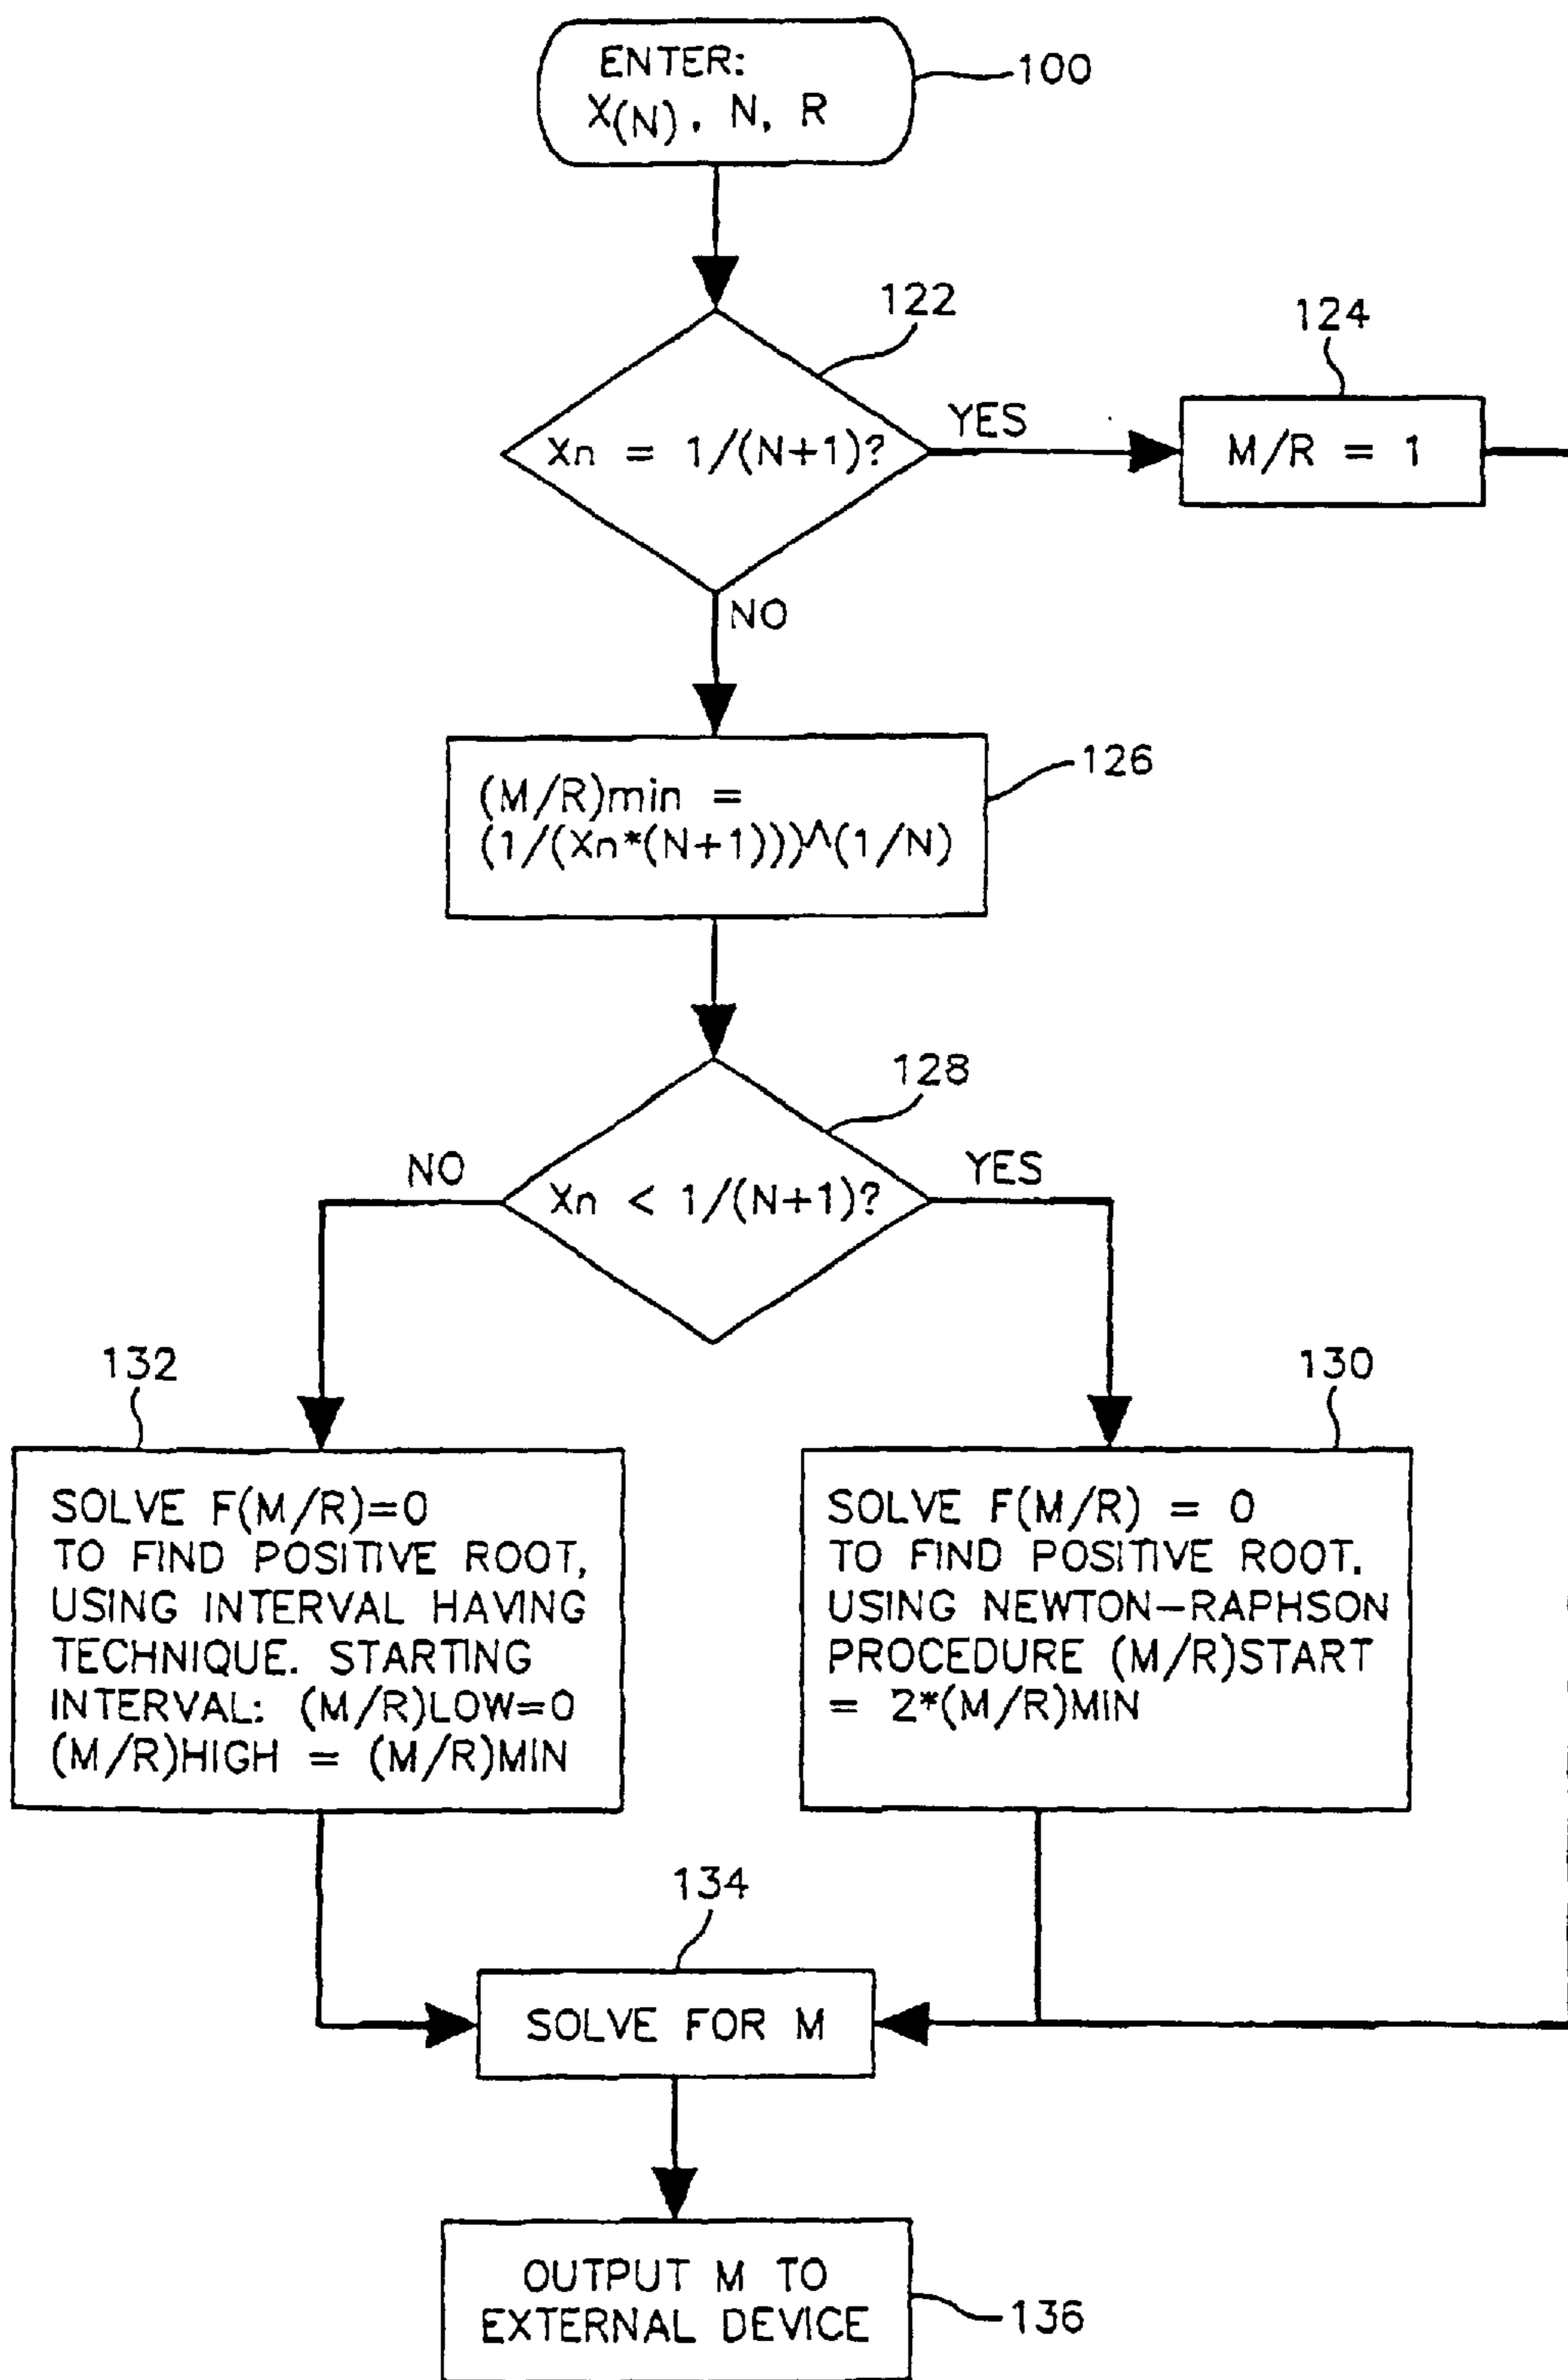 ENTER:
X(N), N, R
100
122
Xn = 1/(N+1)?
YES
124
M/R = 1
NO
126
(M/R)min =
(1/(Xn*(N+1)))^(1/N)
128
Xn < 1/(N+1)?
NO
YES
132
SOLVE F(M/R)=0
TO FIND POSITIVE ROOT,
USING INTERVAL HAVING
TECHNIQUE. STARTING
INTERVAL: (M/R)LOW=0
(M/R)HIGH = (M/R)MIN
130
SOLVE F(M/R) = 0
TO FIND POSITIVE ROOT.
USING NEWTON-RAPHSON
PROCEDURE (M/R)START
= 2*(M/R)MIN
134
SOLVE FOR M
OUTPUT M TO
EXTERNAL DEVICE
136